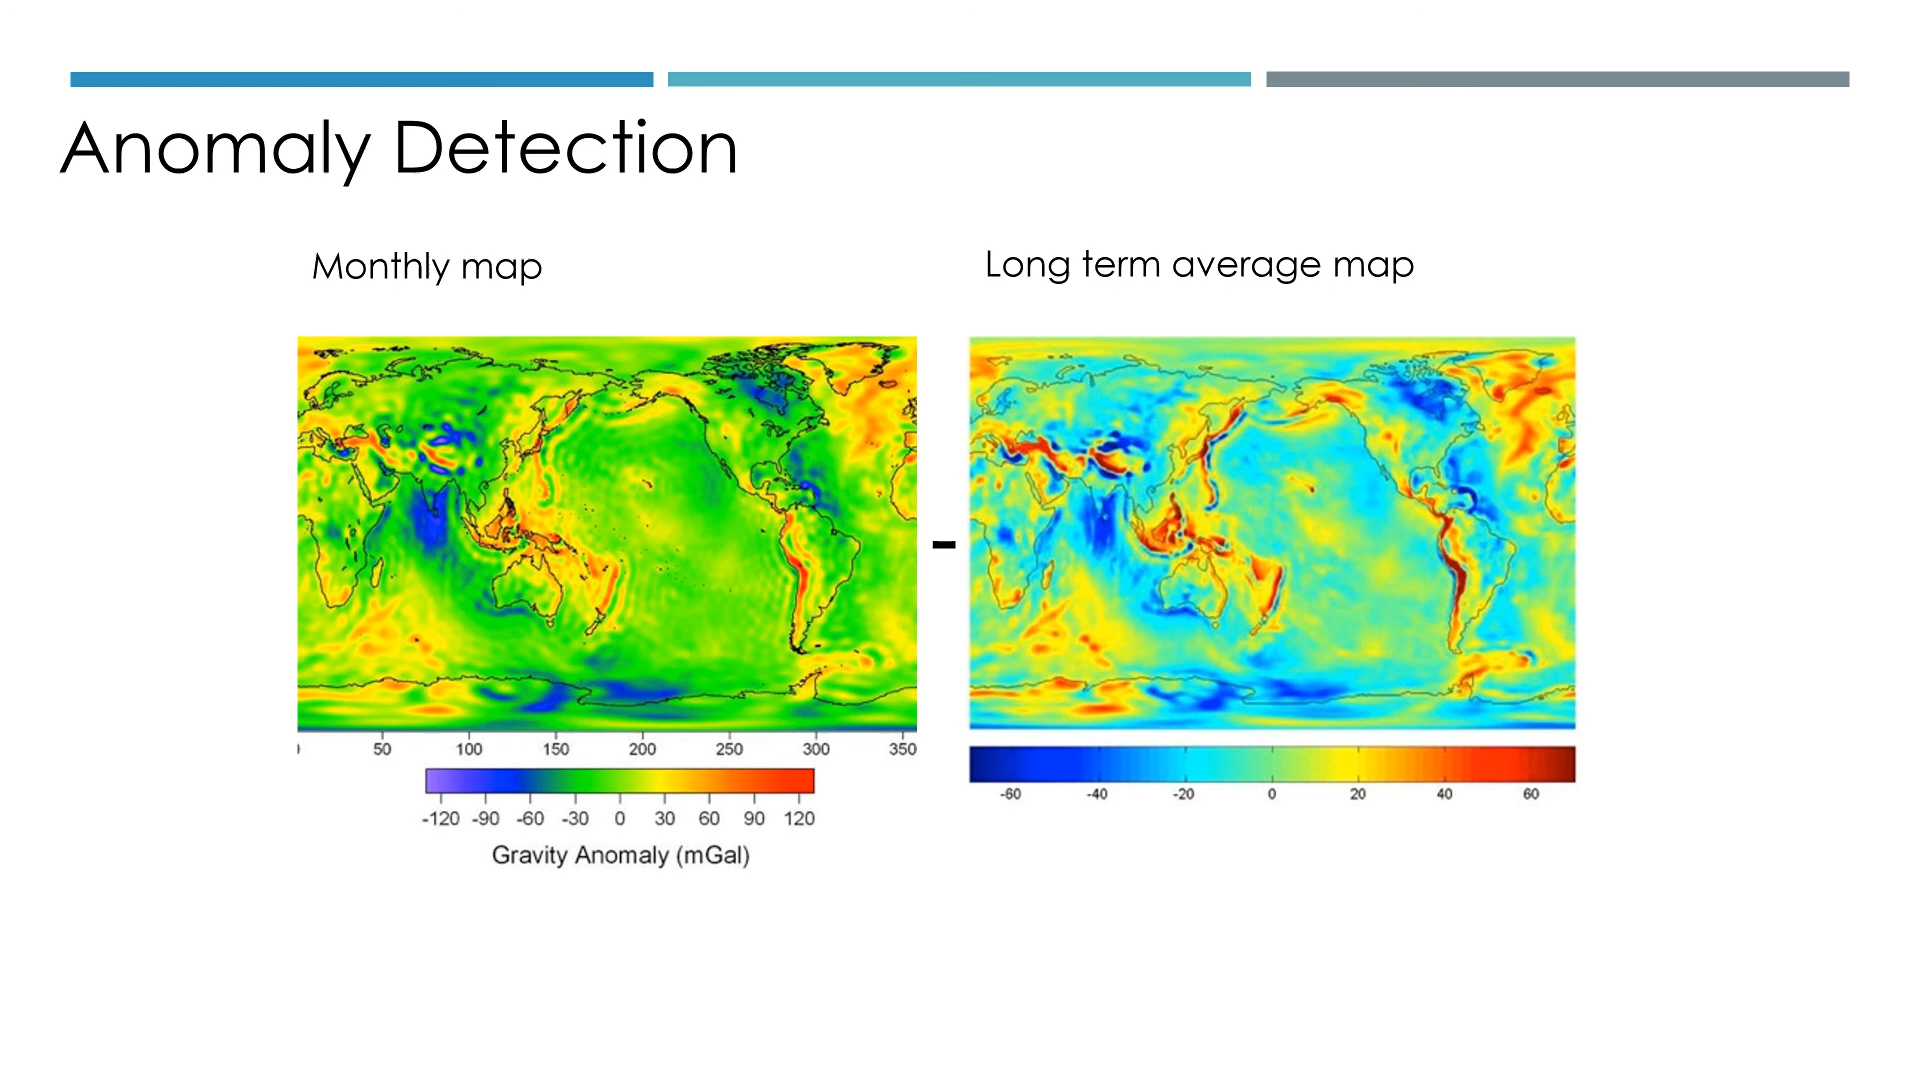 Anomaly Detection
Monthly map
Long term average map
-
50 100 150 200 250 300 350
-120 -90 -60 -30 0 30 60 90 120
Gravity Anomaly (mGal)
-60 -40 -20 0 20 40 60